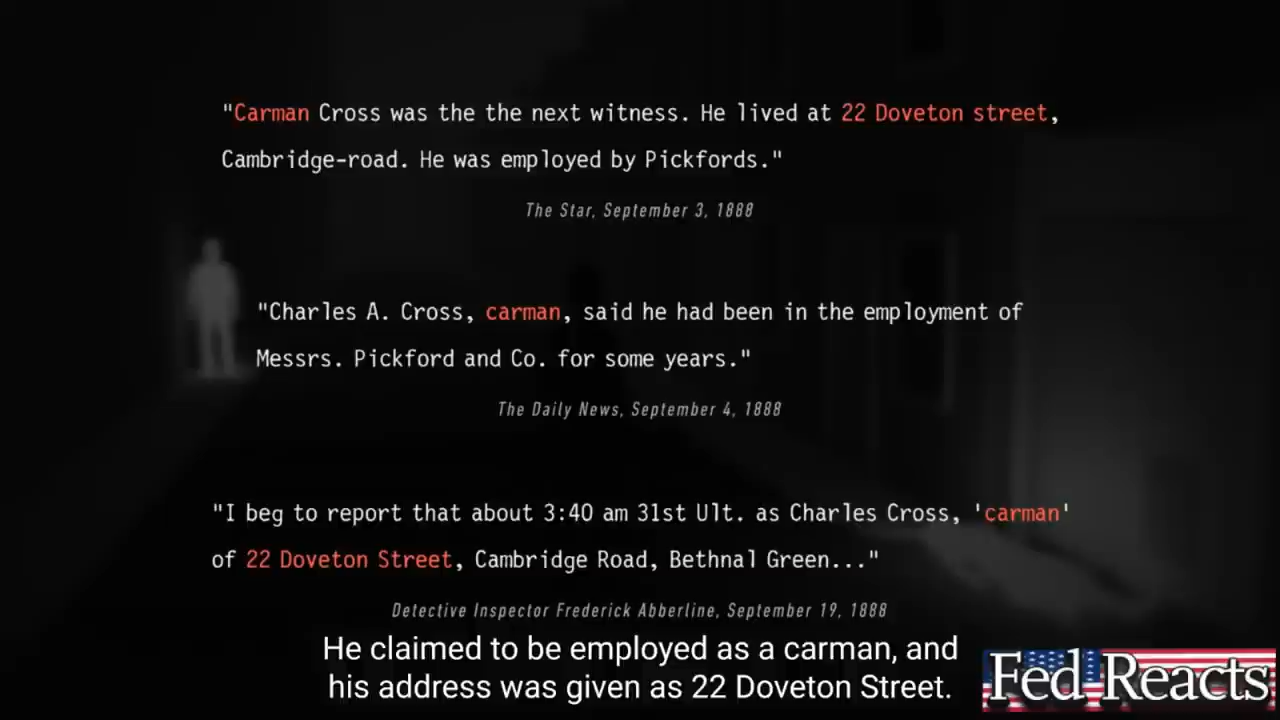 "Carman Cross was the the next witness. He lived at 22 Doveton street,
Cambridge-road. He was employed by Pickfords."
The Star, September 3, 1888
"Charles A. Cross, carman, said he had been in the employment of
Messrs. Pickford and Co. for some years."
The Daily News, September 4, 1888
"I beg to report that about 3:40 am 31st Ult. as Charles Cross, 'carman'
of 22 Doveton Street, Cambridge Road, Bethnal Green..."
Detective Inspector Frederick Abberline, September 19, 1888
He claimed to be employed as a carman, and
his address was given as 22 Doveton Street.
Fed Reacts